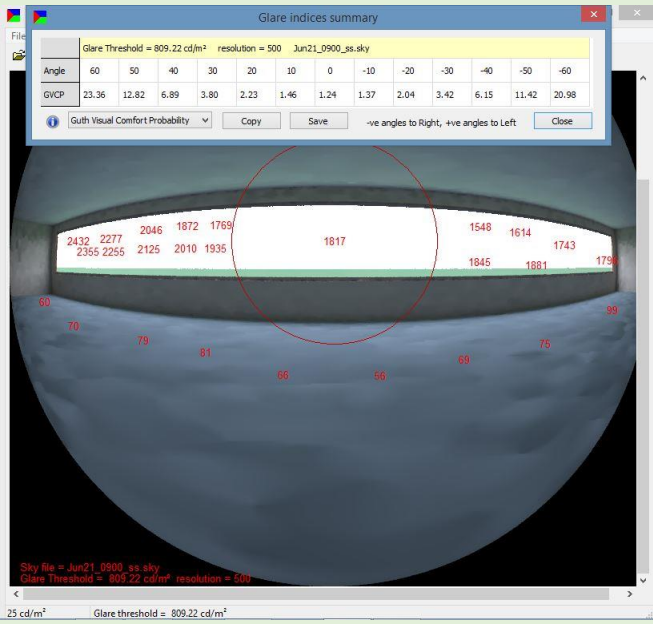 Glare indices summary
File
Glare Threshold = 809.22 cd/m² resolution = 500 Jun21_0900_ss.sky
Angle 60 50 40 30 20 10 0 -10 -20 -30 -40 -50 -60
GVCP 23.36 12.82 6.89 3.80 2.23 1.46 1.24 1.37 2.04 3.42 6.15 11.42 20.98
Guth Visual Comfort Probability Copy Save -ve angles to Right, +ve angles to Left Close
2432 2277 2046 1872 1769 1817 1548 1614 1743
2355 2255 2125 2010 1935 1845 1881
60 99
70 79 81 66 56 69 75
Sky file = Jun21_0900_ss.sky
Glare Threshold = 809.22 cd/m² resolution = 500
25 cd/m² Glare threshold = 809.22 cd/m²